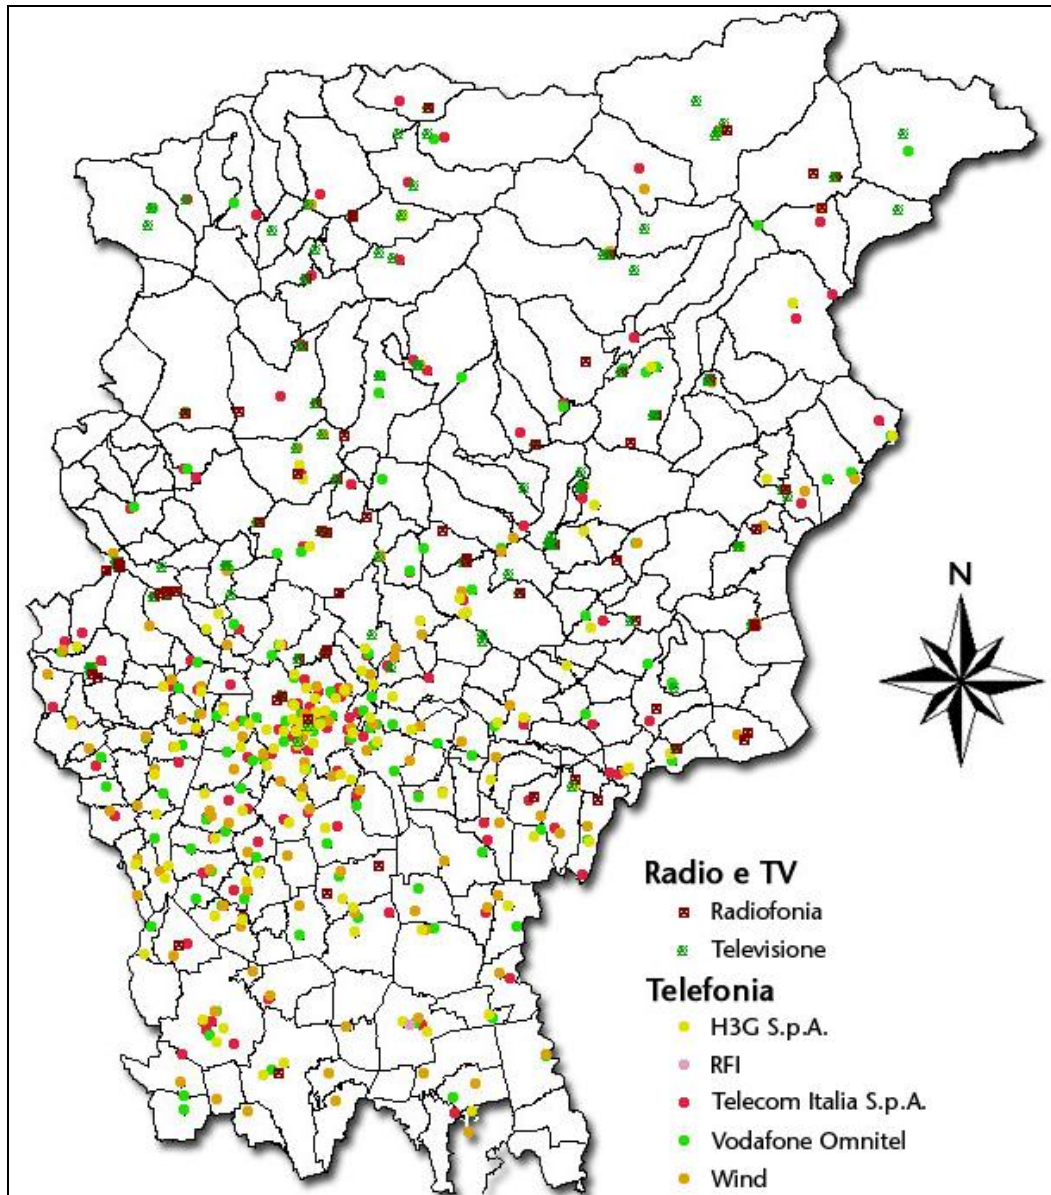 N
Radio e TV
Radiofonia
Televisione
Telefonia
H3G S.p.A.
RFI
Telecom Italia S.p.A.
Vodafone Omnitel
Wind